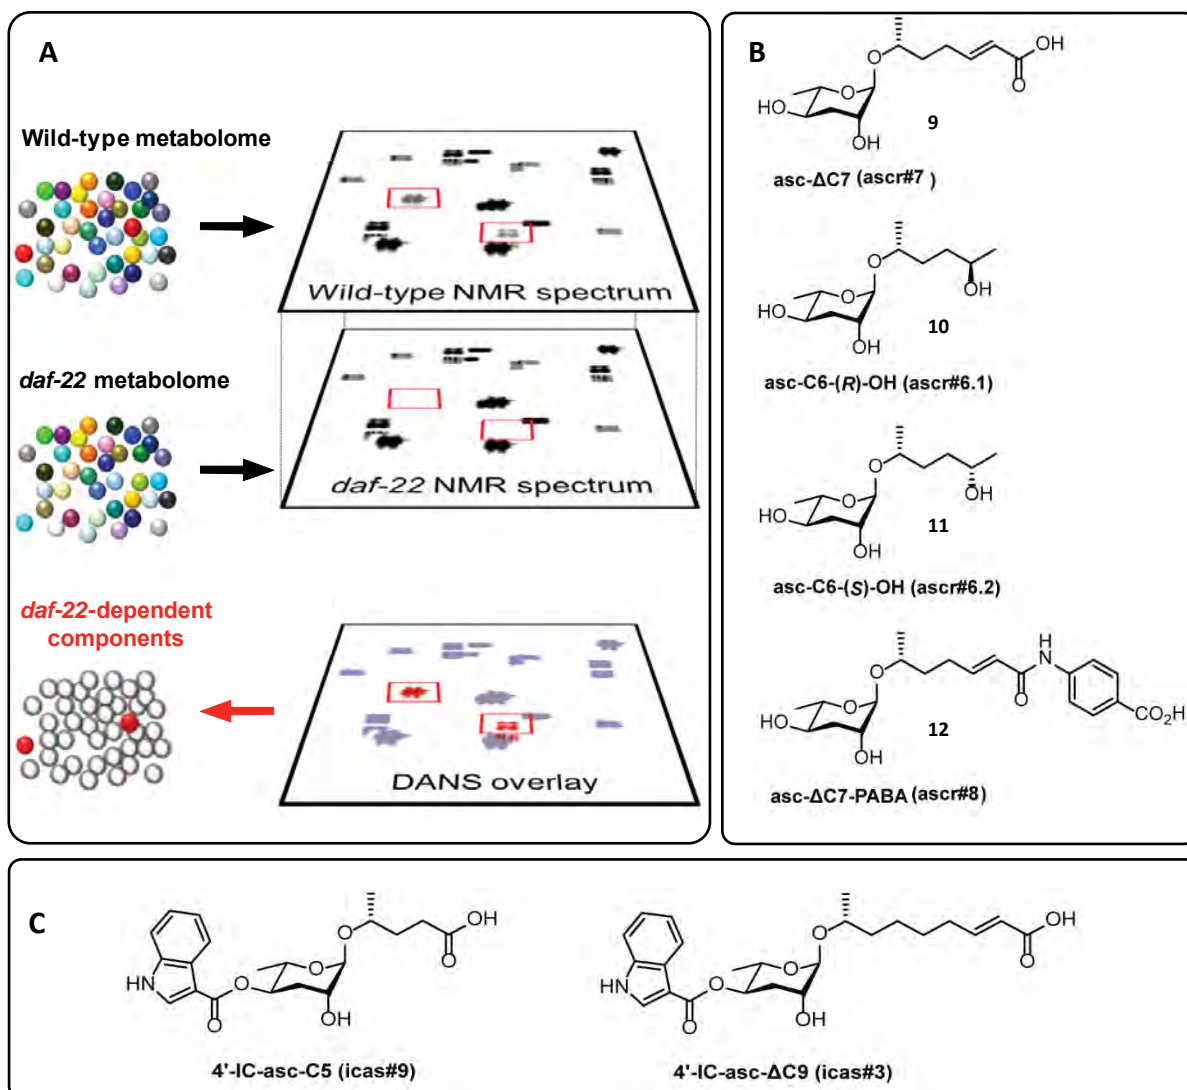 A
Wild-type metabolome
Wild-type NMR spectrum
daf-22 metabolome
daf-22 NMR spectrum
daf-22-dependent
components
DANS overlay
B
O
OH
O
O
HO
OH
9
asc-ΔC7 (ascr#7 )
O
OH
O
HO
OH
10
asc-C6-(R)-OH (ascr#6.1)
O
OH
O
HO
OH
11
asc-C6-(S)-OH (ascr#6.2)
O
H
N
O
O
HO
CO2H
OH
12
asc-ΔC7-PABA (ascr#8)
C
O
OH
O
O
HN
O
O
OH
4'-IC-asc-C5 (icas#9)
O
OH
O
O
HN
O
O
OH
4'-IC-asc-ΔC9 (icas#3)